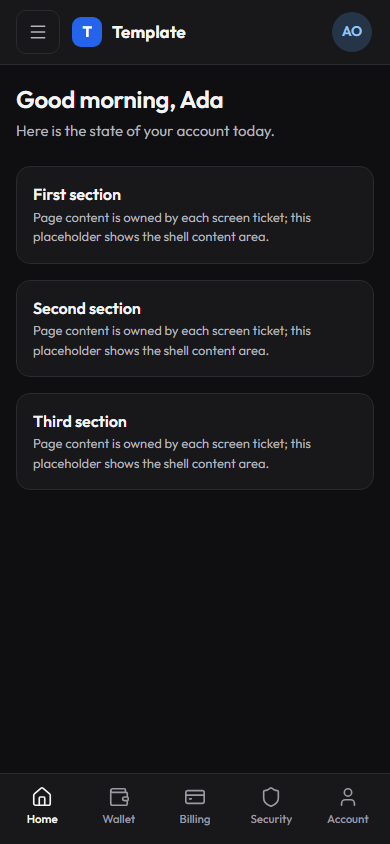 T Template AO
Good morning, Ada
Here is the state of your account today.
First section
Page content is owned by each screen ticket; this
placeholder shows the shell content area.
Second section
Page content is owned by each screen ticket; this
placeholder shows the shell content area.
Third section
Page content is owned by each screen ticket; this
placeholder shows the shell content area.
Home Wallet Billing Security Account